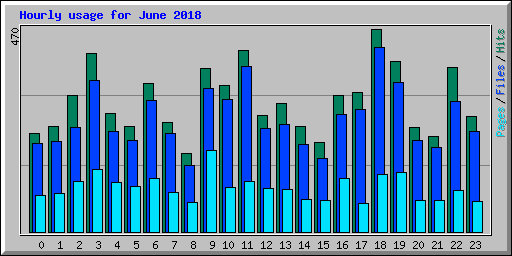 Hourly usage for June 2018
470
Pages/Files/Hits
0 1 2 3 4 5 6 7 8 9 10 11 12 13 14 15 16 17 18 19 20 21 22 23